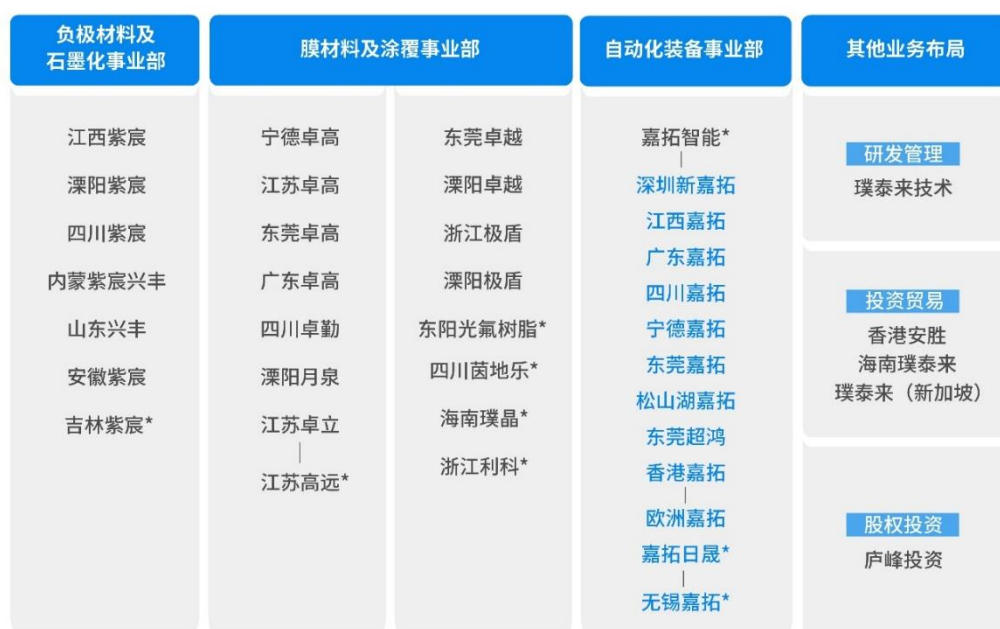 负极材料及
石墨化事业部
江西紫宸
溧阳紫宸
四川紫宸
内蒙紫宸兴丰
山东兴丰
安徽紫宸
吉林紫宸*
膜材料及涂覆事业部
宁德卓高
江苏卓高
东莞卓高
广东卓高
四川卓勤
溧阳月泉
江苏卓立
江苏高远*
东莞卓越
溧阳卓越
浙江极盾
溧阳极盾
东阳光氟树脂*
四川茵地乐*
海南璞晶*
浙江利科*
自动化装备事业部
嘉拓智能*
深圳新嘉拓
江西嘉拓
广东嘉拓
四川嘉拓
宁德嘉拓
东莞嘉拓
松山湖嘉拓
东莞超鸿
香港嘉拓
欧洲嘉拓
嘉拓日晟*
无锡嘉拓*
其他业务布局
研发管理
璞泰来技术
投资贸易
香港安胜
海南璞泰来
璞泰来（新加坡）
股权投资
庐峰投资